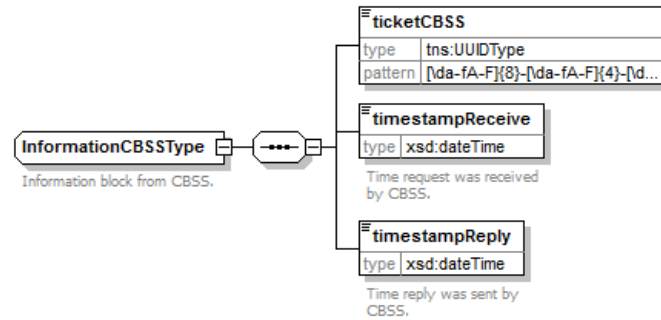 ticketCBSS
type tns:UUIDType
pattern [\da-fA-F]{8}-[\da-fA-F]{4}-[\d...
InformationCBSSType
Information block from CBSS.
timestampReceive
type xsd:dateTime
Time request was received
by CBSS.
timestampReply
type xsd:dateTime
Time reply was sent by
CBSS.